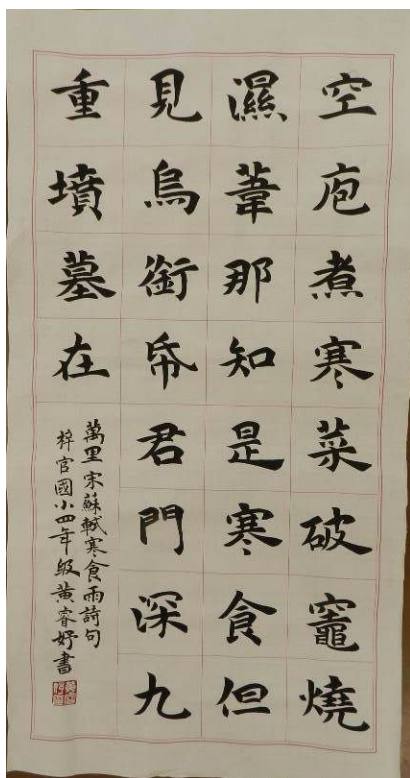 空庖煮寒菜破竈燒
濕葦那知是寒食但
見烏銜帋君門深九
重墳墓在
萬里宋蘇軾寒食雨詩句
梓官國小四年級黃睿妤書